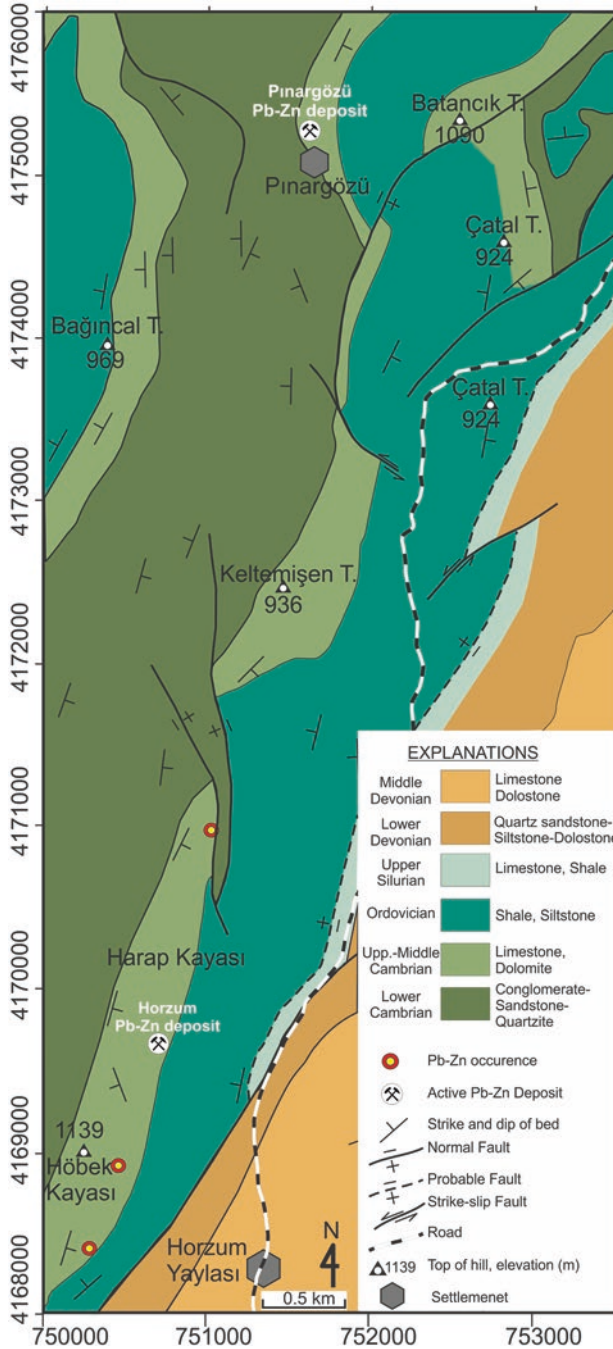 4176000
4175000
4174000
4173000
4172000
4171000
4170000
4169000
4168000
Pınargözü
Pb-Zn deposit
Pınargözü
Batancık T.
1090
Çatal T.
924
Bağıncal T.
969
Çatal T.
924
Keltemişen T.
936
Harap Kayası
Horzum
Pb-Zn deposit
1139
Höbek
Kayası
Horzum
Yaylası
N
0.5 km
EXPLANATIONS
Middle
Devonian
Limestone
Dolostone
Lower
Devonian
Quartz sandstone-
Siltstone-Dolostone
Upper
Silurian
Limestone, Shale
Ordovician
Shale, Siltstone
Upp.-Middle
Cambrian
Limestone,
Dolomite
Lower
Cambrian
Conglomerate-
Sandstone-
Quartzite
Pb-Zn occurence
Active Pb-Zn Deposit
Strike and dip of bed
Normal Fault
Probable Fault
Strike-slip Fault
Road
1139 Top of hill, elevation (m)
Settlemenet
750000
751000
752000
753000